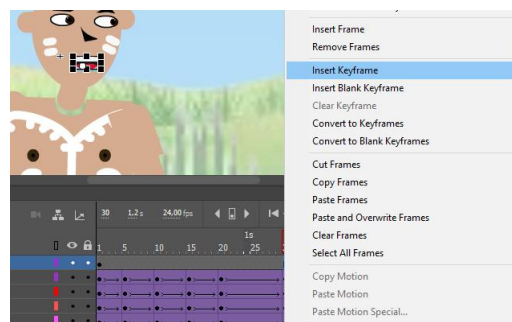 Insert Frame
Remove Frames
Insert Keyframe
Insert Blank Keyframe
Clear Keyframe
Convert to Keyframes
Convert to Blank Keyframes
Cut Frames
Copy Frames
Paste Frames
Paste and Overwrite Frames
Clear Frames
Select All Frames
Copy Motion
Paste Motion
Paste Motion Special...
30 1,2 s 24,00 fps
1s
1 5 10 15 20 25